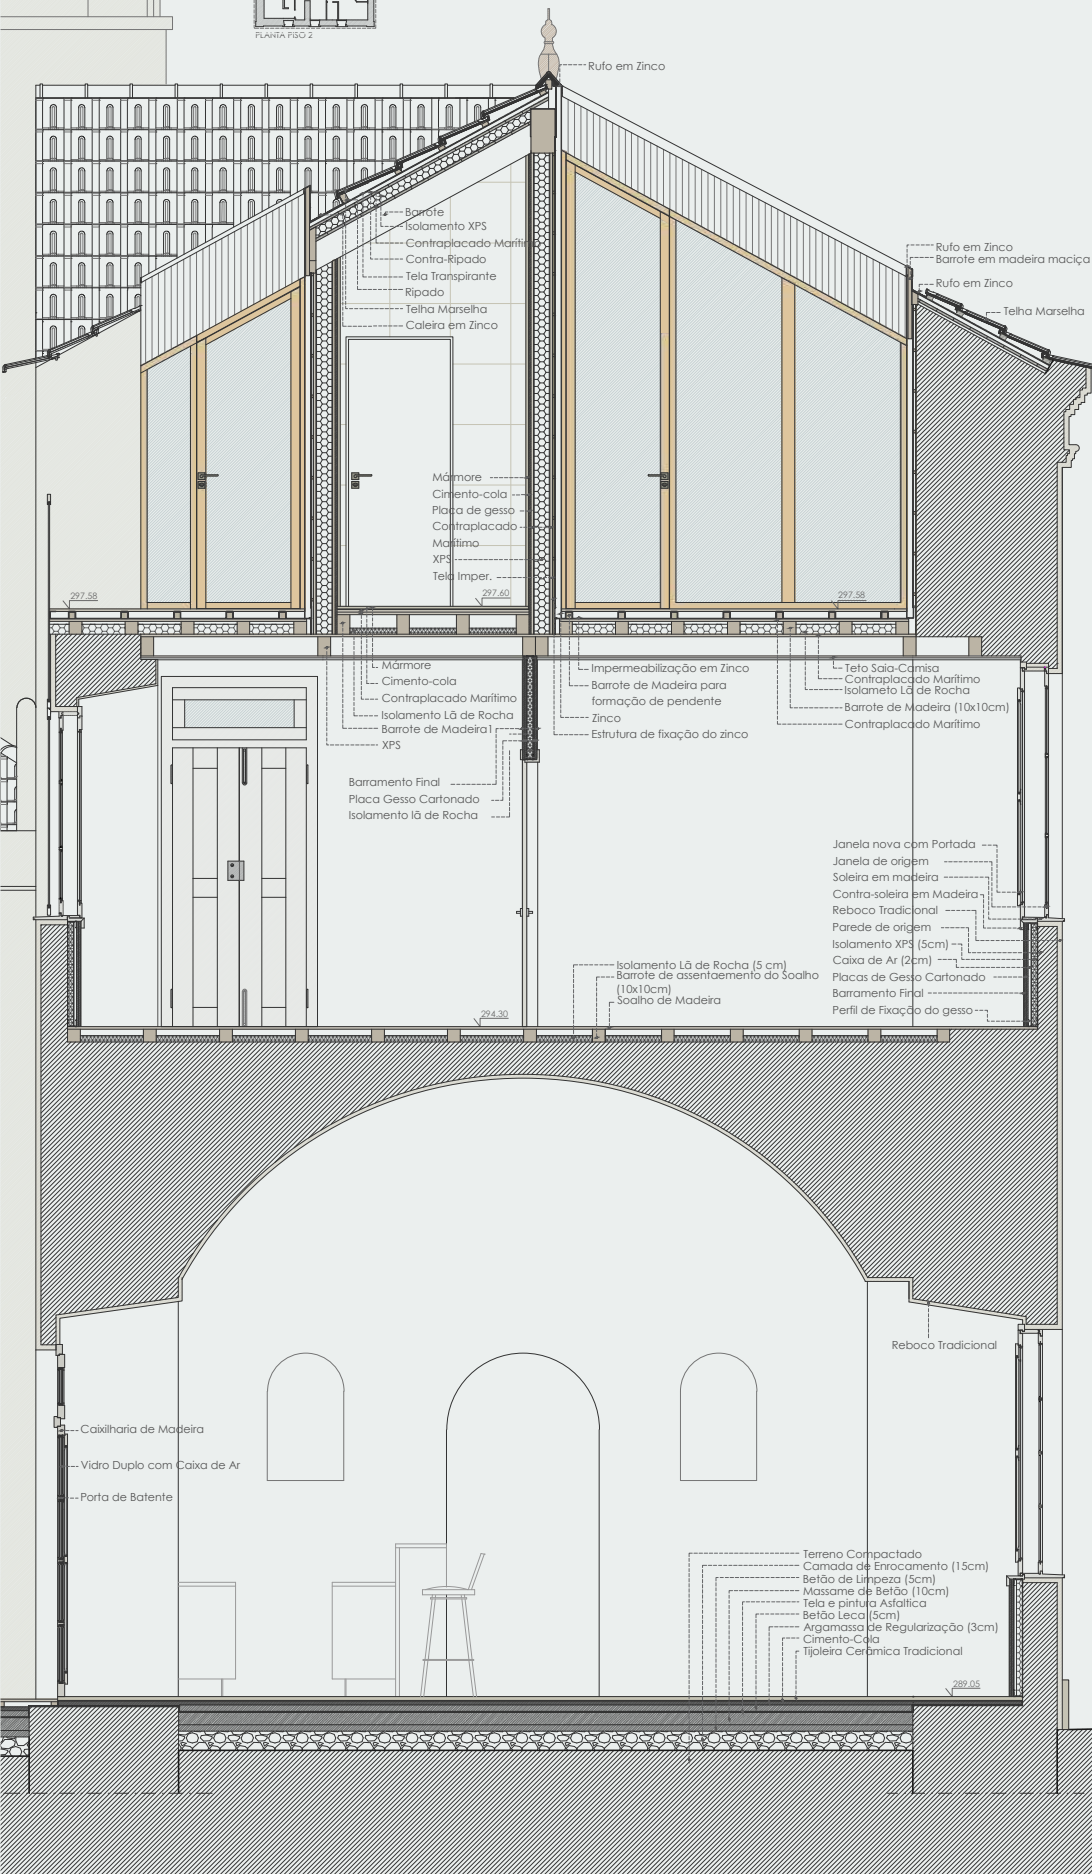 PLANTA PISO 2
Rufo em Zinco
Barrote
Isolamento XPS
Contraplacado Marítimo
Contra-Ripado
Tela Transpirante
Ripado
Telha Marselha
Caleira em Zinco
Rufo em Zinco
Barrote em madeira maciça
Rufo em Zinco
Telha Marselha
Mármore
Cimento-cola
Placa de gesso
Contraplacado
Marítimo
XPS
Tela Imper.
297.58
297.60
297.58
Mármore
Cimento-cola
Contraplacado Marítimo
Isolamento Lã de Rocha
Barrote de Madeira1
XPS
Impermeabilização em Zinco
Barrote de Madeira para
formação de pendente
Zinco
Estrutura de fixação do zinco
Teto Saia-Camisa
Contraplacado Marítimo
Isolameto Lã de Rocha
Barrote de Madeira (10x10cm)
Contraplacado Marítimo
Barramento Final
Placa Gesso Cartonado
Isolamento lã de Rocha
Janela nova com Portada
Janela de origem
Soleira em madeira
Contra-soleira em Madeira
Reboco Tradicional
Parede de origem
Isolamento XPS (5cm)
Caixa de Ar (2cm)
Placas de Gesso Cartonado
Barramento Final
Perfil de Fixação do gesso
Isolamento Lã de Rocha (5 cm)
Barrote de assentaemto do Soalho
(10x10cm)
Soalho de Madeira
294.30
Reboco Tradicional
Caixilharia de Madeira
Vidro Duplo com Caixa de Ar
Porta de Batente
Terreno Compactado
Camada de Enrocamento (15cm)
Betão de Limpeza (5cm)
Massame de Betão (10cm)
Tela e pintura Asfaltica
Betão Leca (5cm)
Argamassa de Regularização (3cm)
Cimento-Cola
Tijoleira Cerâmica Tradicional
289.05